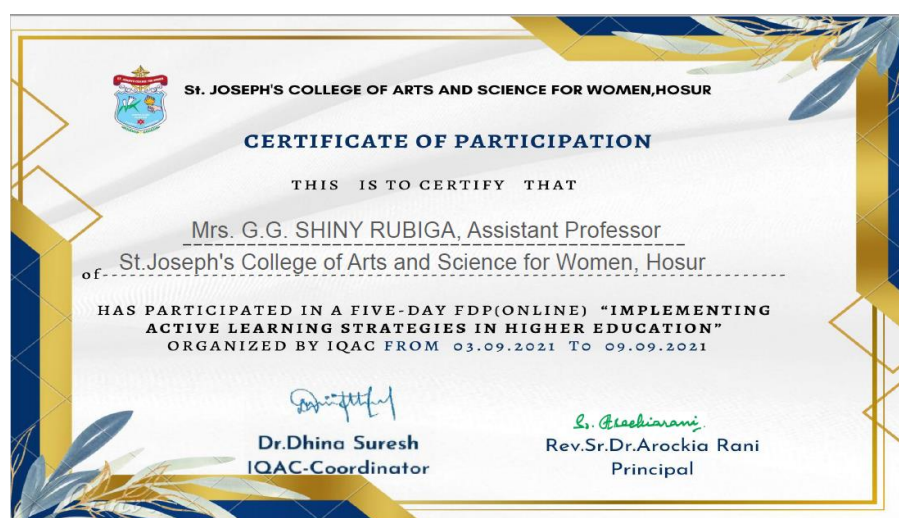 St. JOSEPH'S COLLEGE OF ARTS AND SCIENCE FOR WOMEN,HOSUR
CERTIFICATE OF PARTICIPATION
THIS IS TO CERTIFY THAT
Mrs. G.G. SHINY RUBIGA, Assistant Professor
of St.Joseph's College of Arts and Science for Women, Hosur
HAS PARTICIPATED IN A FIVE-DAY FDP(ONLINE) “IMPLEMENTING
ACTIVE LEARNING STRATEGIES IN HIGHER EDUCATION”
ORGANIZED BY IQAC FROM 03.09.2021 TO 09.09.2021
Dr.Dhina Suresh
IQAC-Coordinator
Rev.Sr.Dr.Arockia Rani
Principal